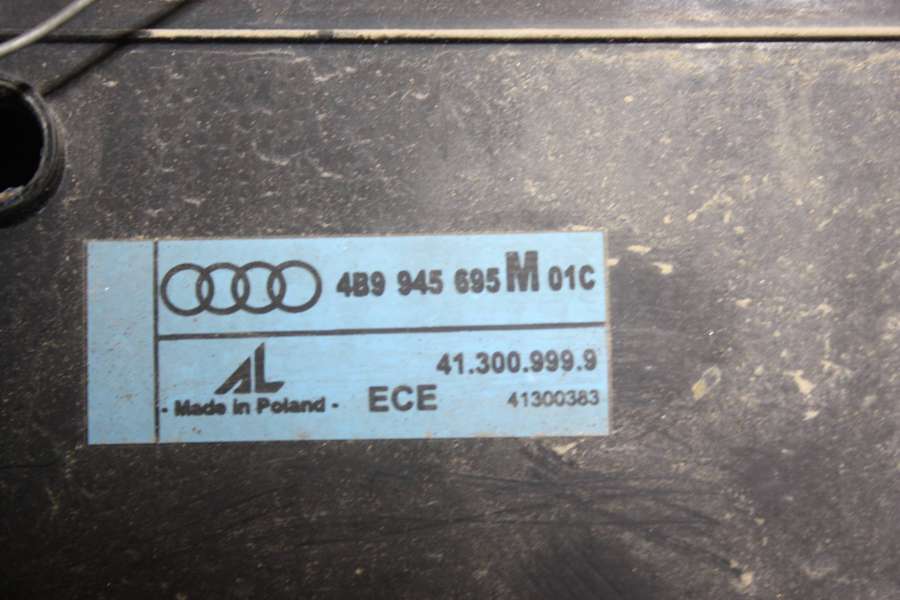 4B9 945 695 M 01C
41.300.999.9
AL
- Made in Poland - ECE 41300383